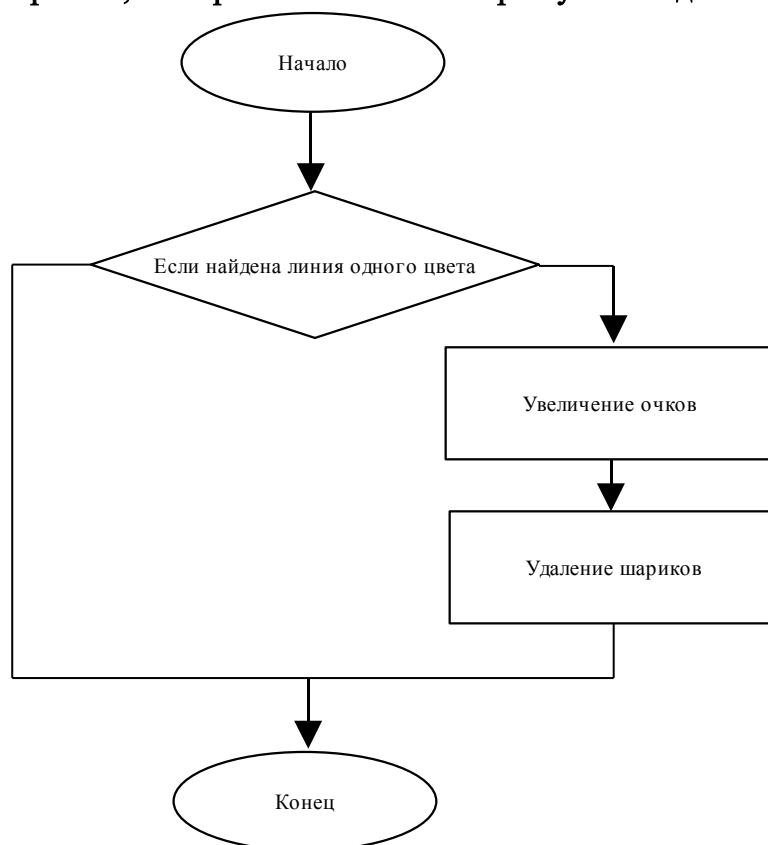 Начало
Если найдена линия одного цвета
Увеличение очков
Удаление шариков
Конец